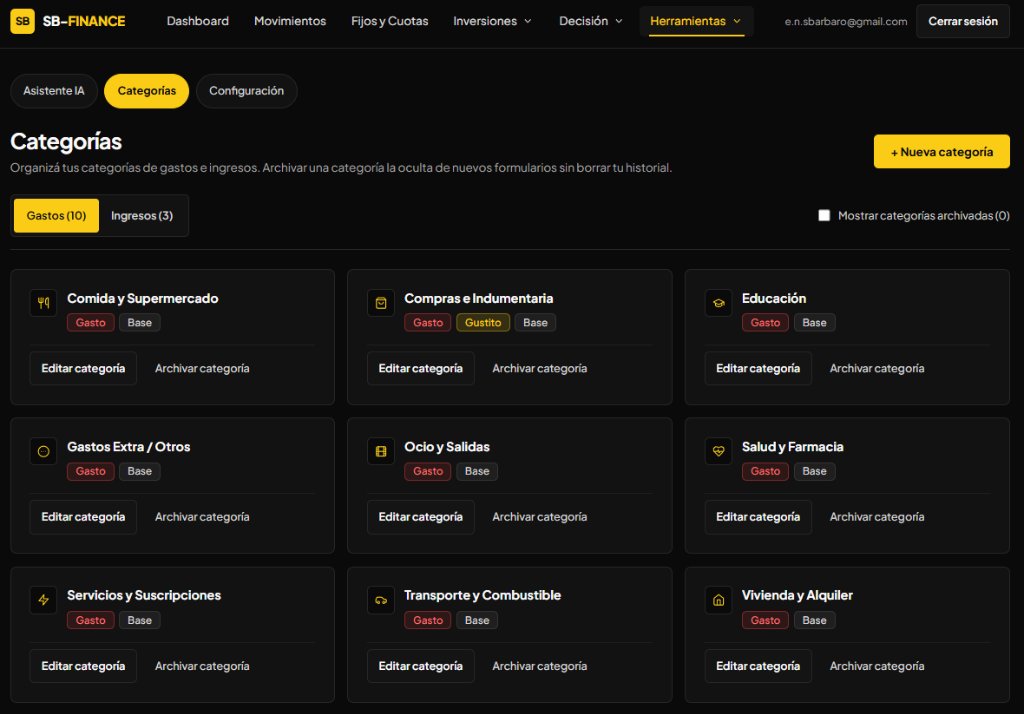 SB SB-FINANCE Dashboard Movimientos Fijos y Cuotas Inversiones Decisión Herramientas e.n.sbarbaro@gmail.com Cerrar sesión
Asistente IA Categorías Configuración
Categorías
Organizá tus categorías de gastos e ingresos. Archivar una categoría la oculta de nuevos formularios sin borrar tu historial.
+ Nueva categoría
Gastos (10) Ingresos (3) Mostrar categorías archivadas (0)
Comida y Supermercado
Gasto Base
Editar categoría Archivar categoría
Compras e Indumentaria
Gasto Gustito Base
Editar categoría Archivar categoría
Educación
Gasto Base
Editar categoría Archivar categoría
Gastos Extra / Otros
Gasto Base
Editar categoría Archivar categoría
Ocio y Salidas
Gasto Base
Editar categoría Archivar categoría
Salud y Farmacia
Gasto Base
Editar categoría Archivar categoría
Servicios y Suscripciones
Gasto Base
Editar categoría Archivar categoría
Transporte y Combustible
Gasto Base
Editar categoría Archivar categoría
Vivienda y Alquiler
Gasto Base
Editar categoría Archivar categoría